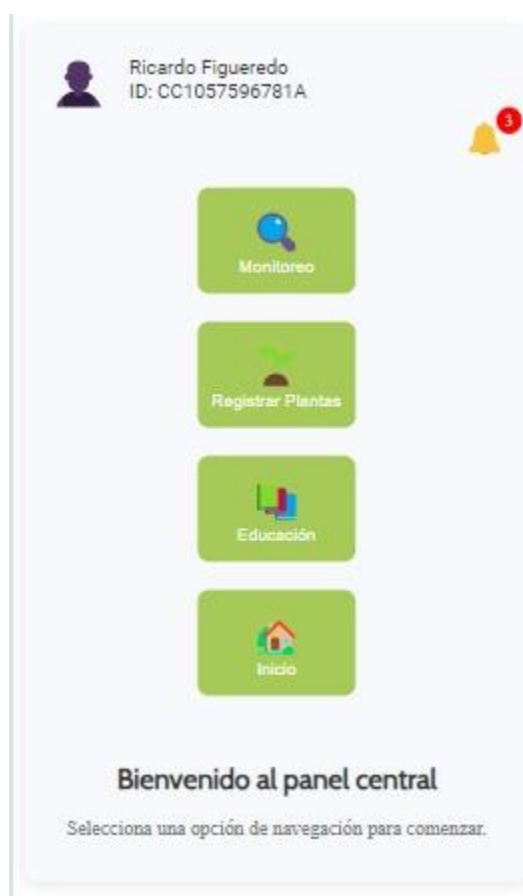 Ricardo Figueredo
ID: CC1057596781A
3
Monitoreo
Registrar Plantas
Educación
Inicio
Bienvenido al panel central
Selecciona una opción de navegación para comenzar.